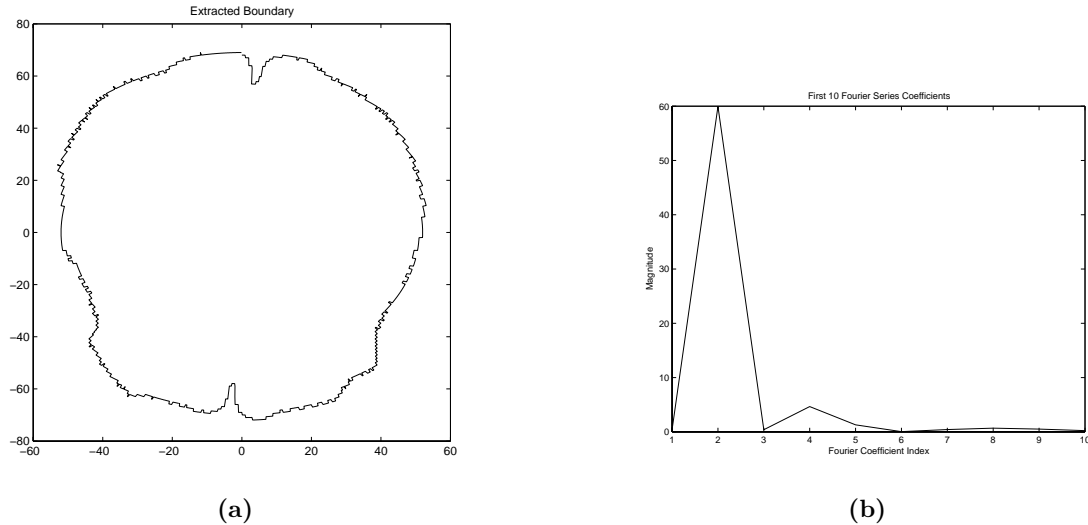 Extracted Boundary
80
60
40
20
0
−20
−40
−60
−80
−60 −40 −20 0 20 40 60
(a)
First 10 Fourier Series Coefficients
60
50
40
30
20
10
0
Magnitude
1 2 3 4 5 6 7 8 9 10
Fourier Coefficient Index
(b)